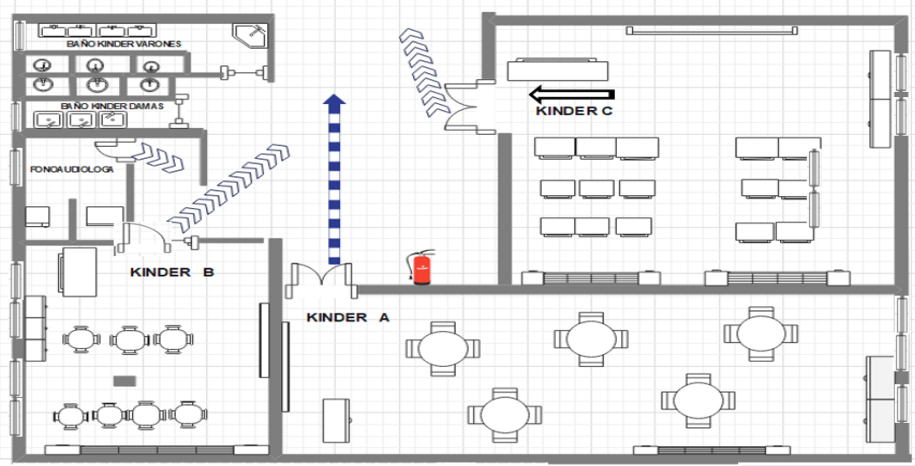 BAÑO KINDER VARONES
BAÑO KINDER DAMAS
KINDER C
FONOAUDIOLOGA
KINDER B
KINDER A